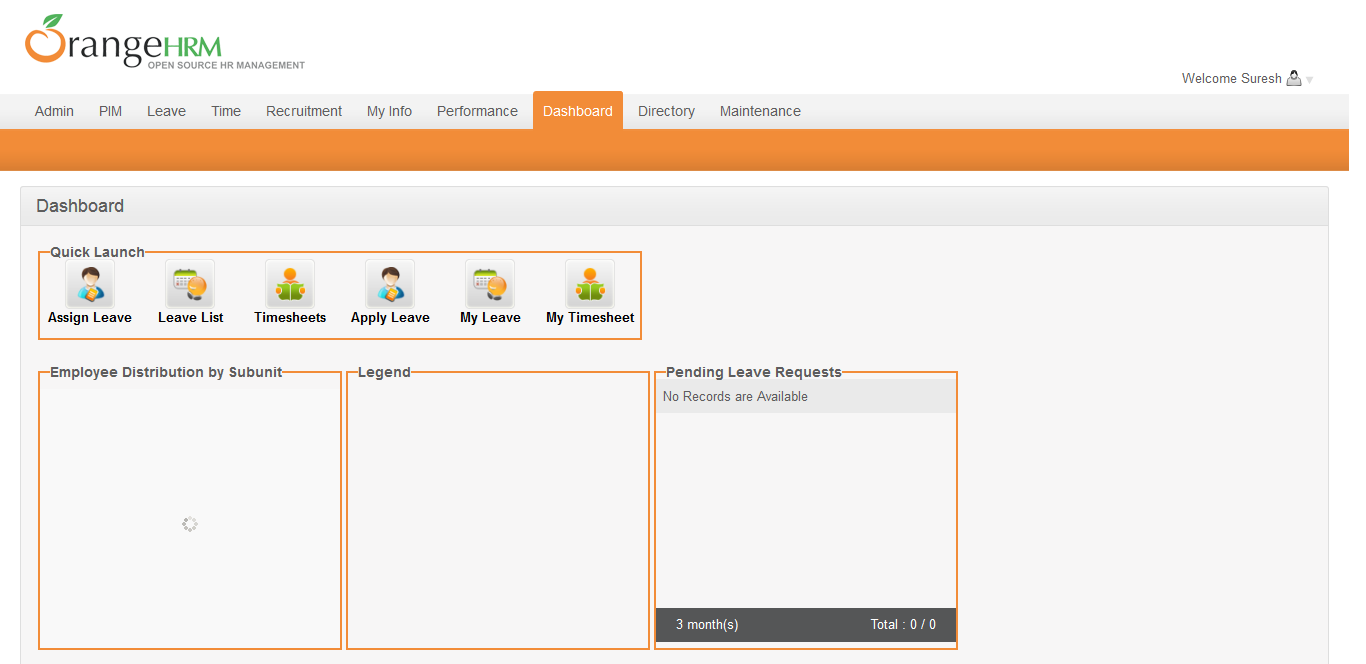 OrangeHRM
OPEN SOURCE HR MANAGEMENT
Welcome Suresh
Admin PIM Leave Time Recruitment My Info Performance Dashboard Directory Maintenance
Dashboard
Quick Launch
Assign Leave Leave List Timesheets Apply Leave My Leave My Timesheet
Employee Distribution by Subunit Legend Pending Leave Requests
No Records are Available
3 month(s) Total : 0 / 0